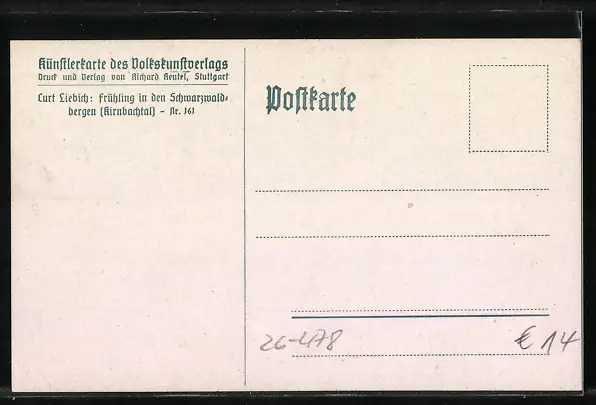 Künstlerkarte des Volkskunstverlags
Druck und Verlag von Richard Keutel, Stuttgart
Curt Liebich: Frühling in den Schwarzwald-
bergen (Kirnbachtal) – Nr. 161
Postkarte
26-478
€ 14